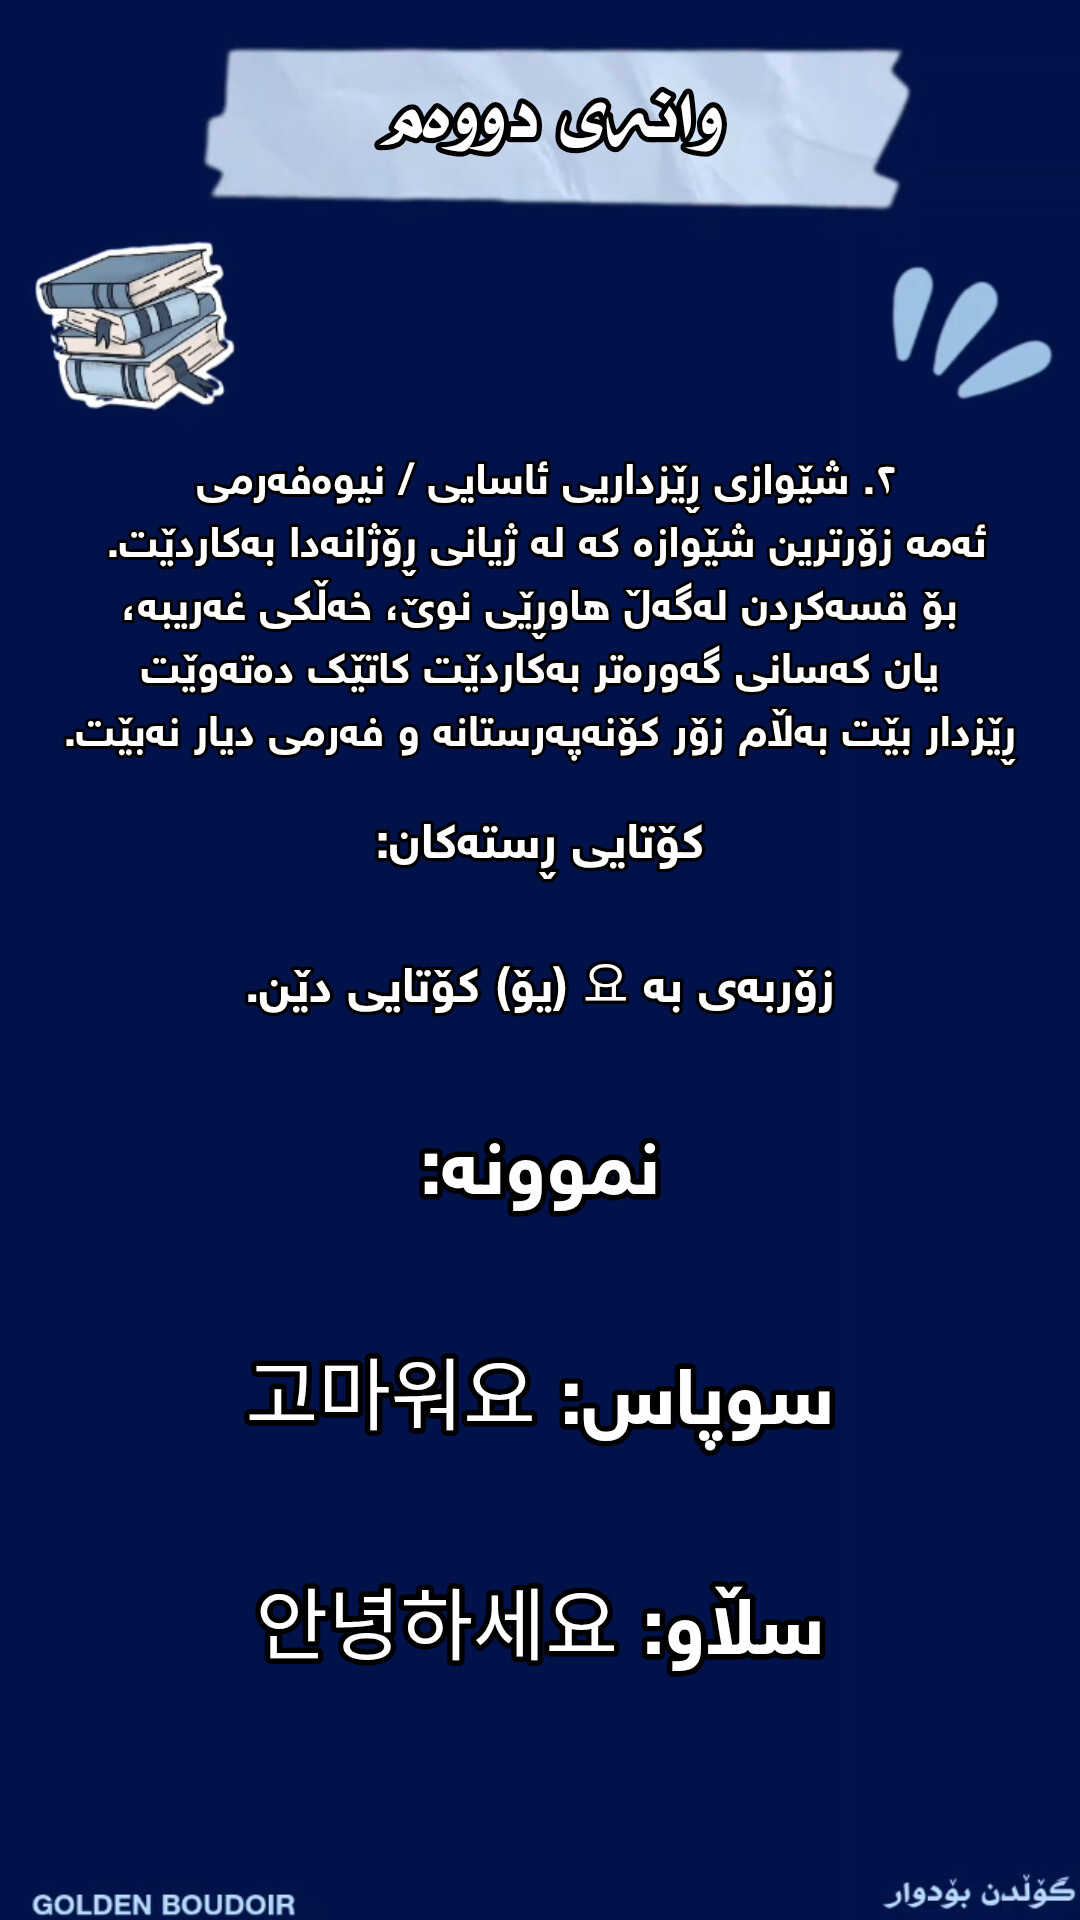 وانەی دووەم
٢. شێوازی ڕێزداریی ئاسایی / نیوەفەرمی
ئەمە زۆرترین شێوازە کە لە ژیانی ڕۆژانەدا بەکاردێت.
بۆ قسەکردن لەگەڵ هاوڕێی نوێ، خەڵکی غەریبە،
یان کەسانی گەورەتر بەکاردێت کاتێک دەتەوێت
ڕێزدار بێت بەڵام زۆر کۆنەپەرستانە و فەرمی دیار نەبێت.
کۆتایی ڕستەکان:
زۆربەی بە 요 (یۆ) کۆتایی دێن.
نموونە:
سوپاس: 고마워요
سڵاو: 안녕하세요
GOLDEN BOUDOIR
گۆڵدن بۆدوار